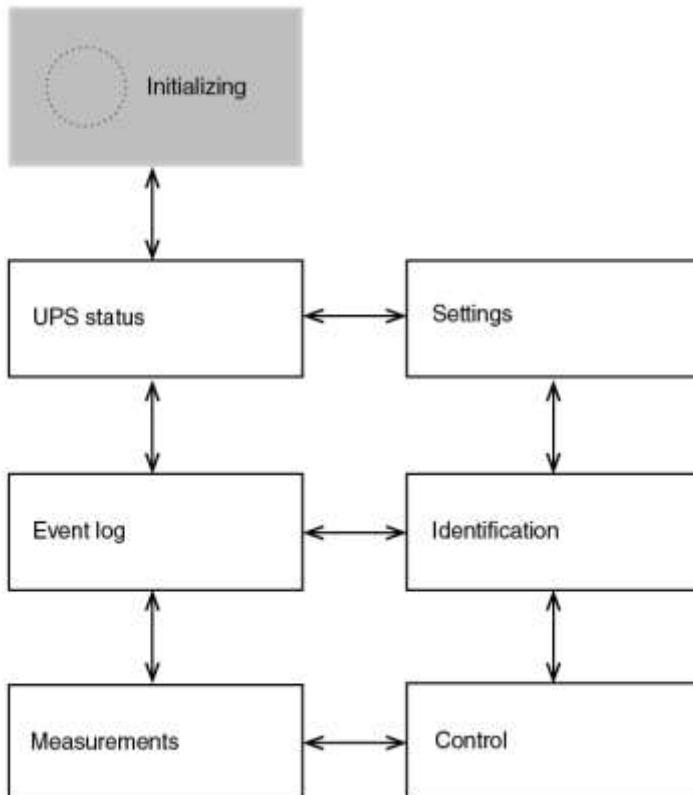 Initializing
UPS status
Settings
Event log
Identification
Measurements
Control